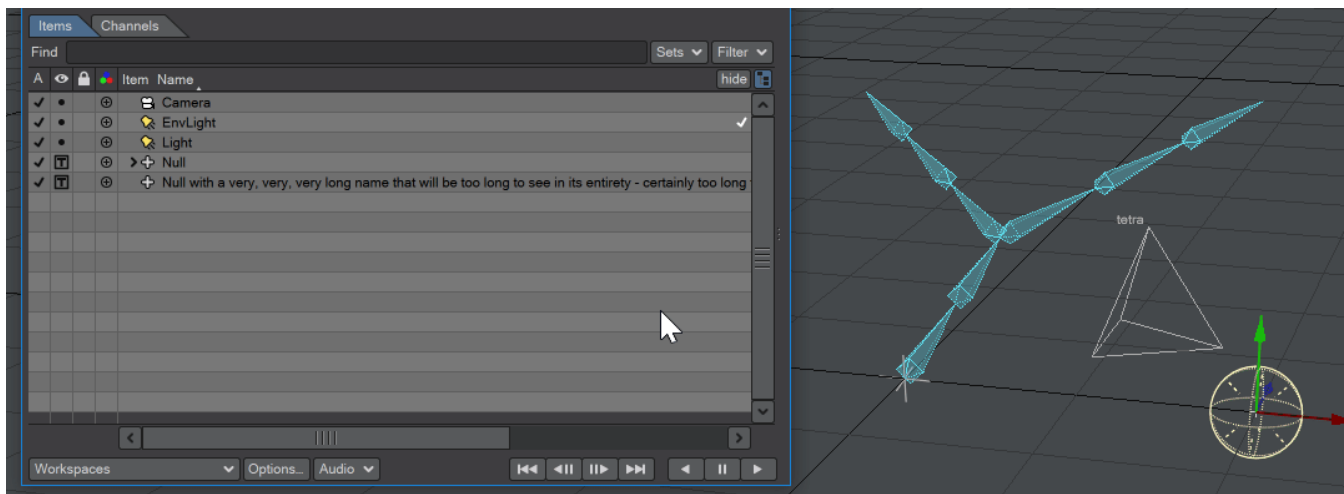 Items Channels
Find Sets Filter
A Item Name hide
Camera
EnvLight
Light
T Null
T Null with a very, very, very long name that will be too long to see in its entirety - certainly too long
tetra
Workspaces Options... Audio